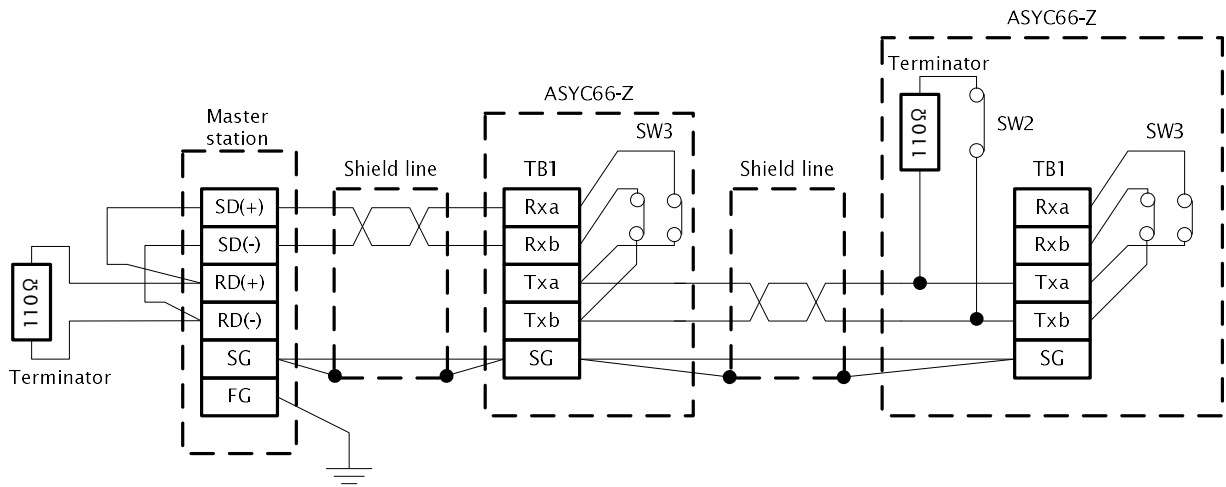 ASYC66-Z
Terminator
110Ω
SW2
SW3
TB1
Rxa
Rxb
Txa
Txb
SG
ASYC66-Z
SW3
TB1
Rxa
Rxb
Txa
Txb
SG
Shield line
Shield line
Master
station
SD(+)
SD(-)
RD(+)
RD(-)
SG
FG
110Ω
Terminator